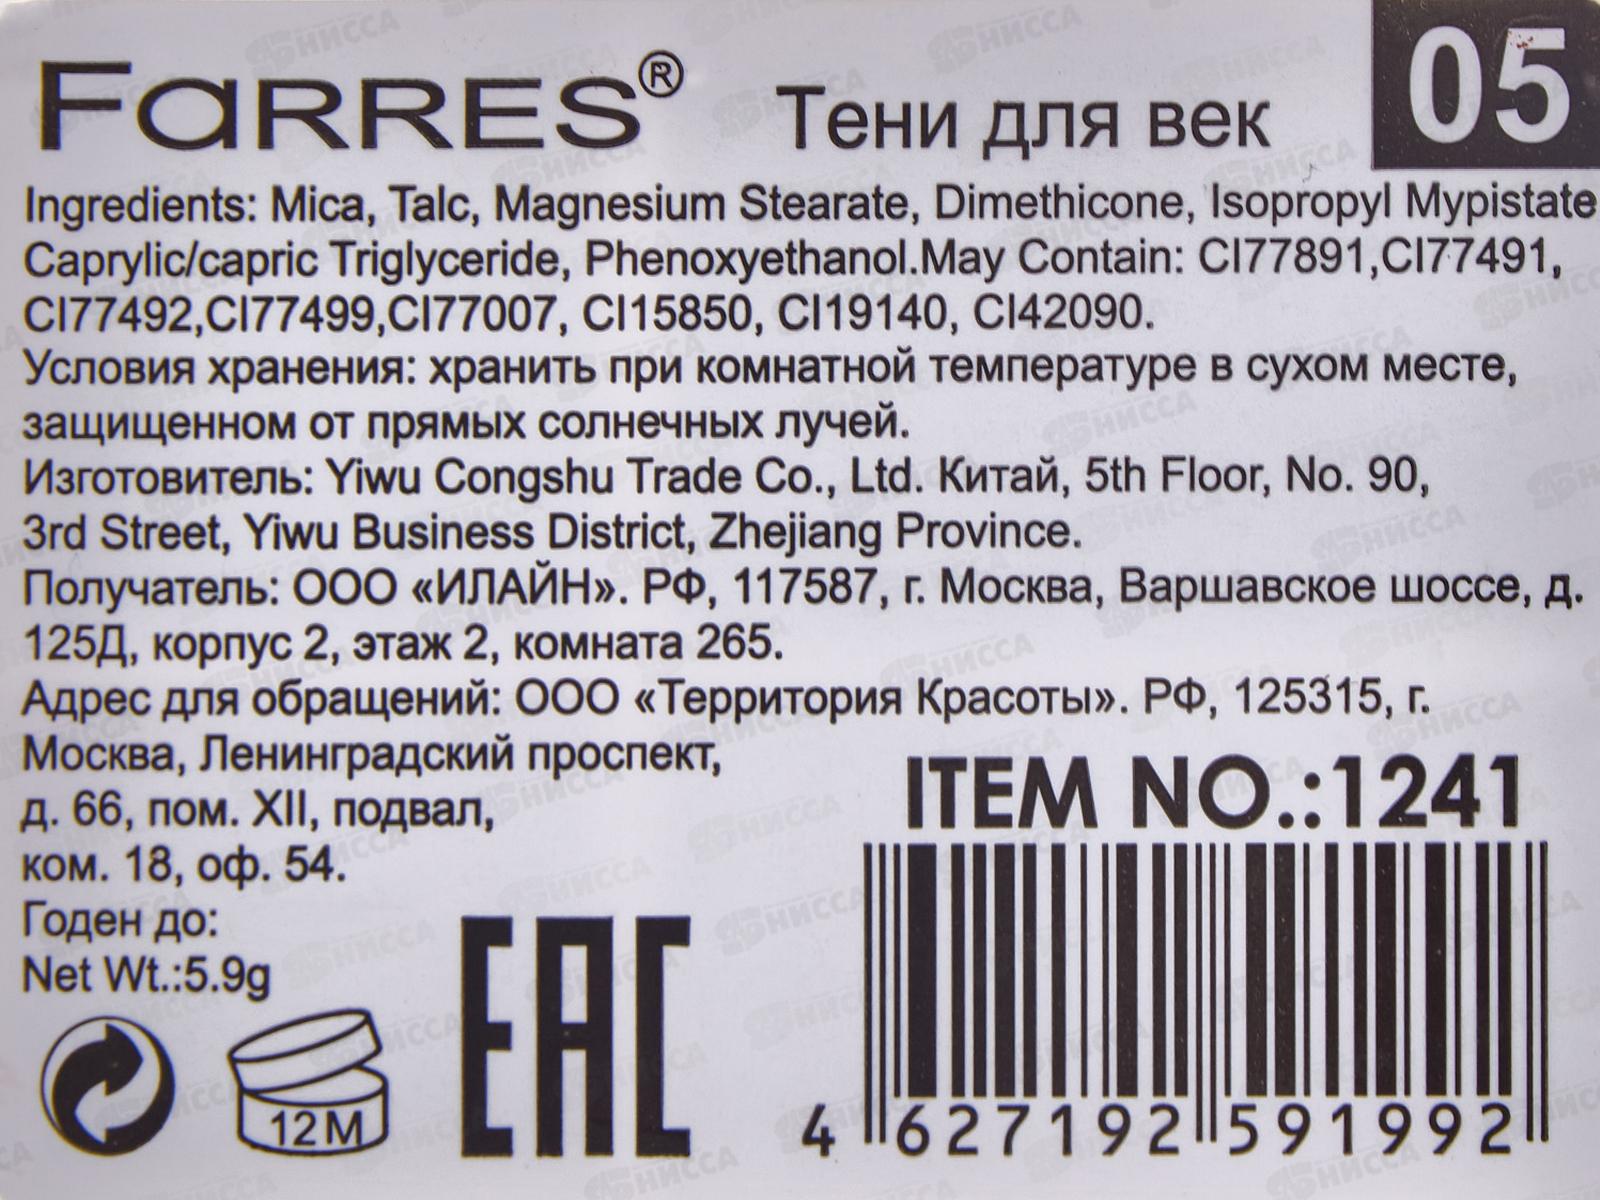 FARRES® Тени для век 05
Ingredients: Mica, Talc, Magnesium Stearate, Dimethicone, Isopropyl Mypistate
Caprylic/capric Triglyceride, Phenoxyethanol.May Contain: CI77891,CI77491,
CI77492,CI77499,CI77007, CI15850, CI19140, CI42090.
Условия хранения: хранить при комнатной температуре в сухом месте,
защищенном от прямых солнечных лучей.
Изготовитель: Yiwu Congshu Trade Co., Ltd. Китай, 5th Floor, No. 90,
3rd Street, Yiwu Business District, Zhejiang Province.
Получатель: ООО «ИЛАЙН». РФ, 117587, г. Москва, Варшавское шоссе, д.
125Д, корпус 2, этаж 2, комната 265.
Адрес для обращений: ООО «Территория Красоты». РФ, 125315, г.
Москва, Ленинградский проспект,
д. 66, пом. XII, подвал,
ком. 18, оф. 54.
Годен до:
Net Wt.:5.9g
12M
EAC
ITEM NO.:1241
4 627192 591992